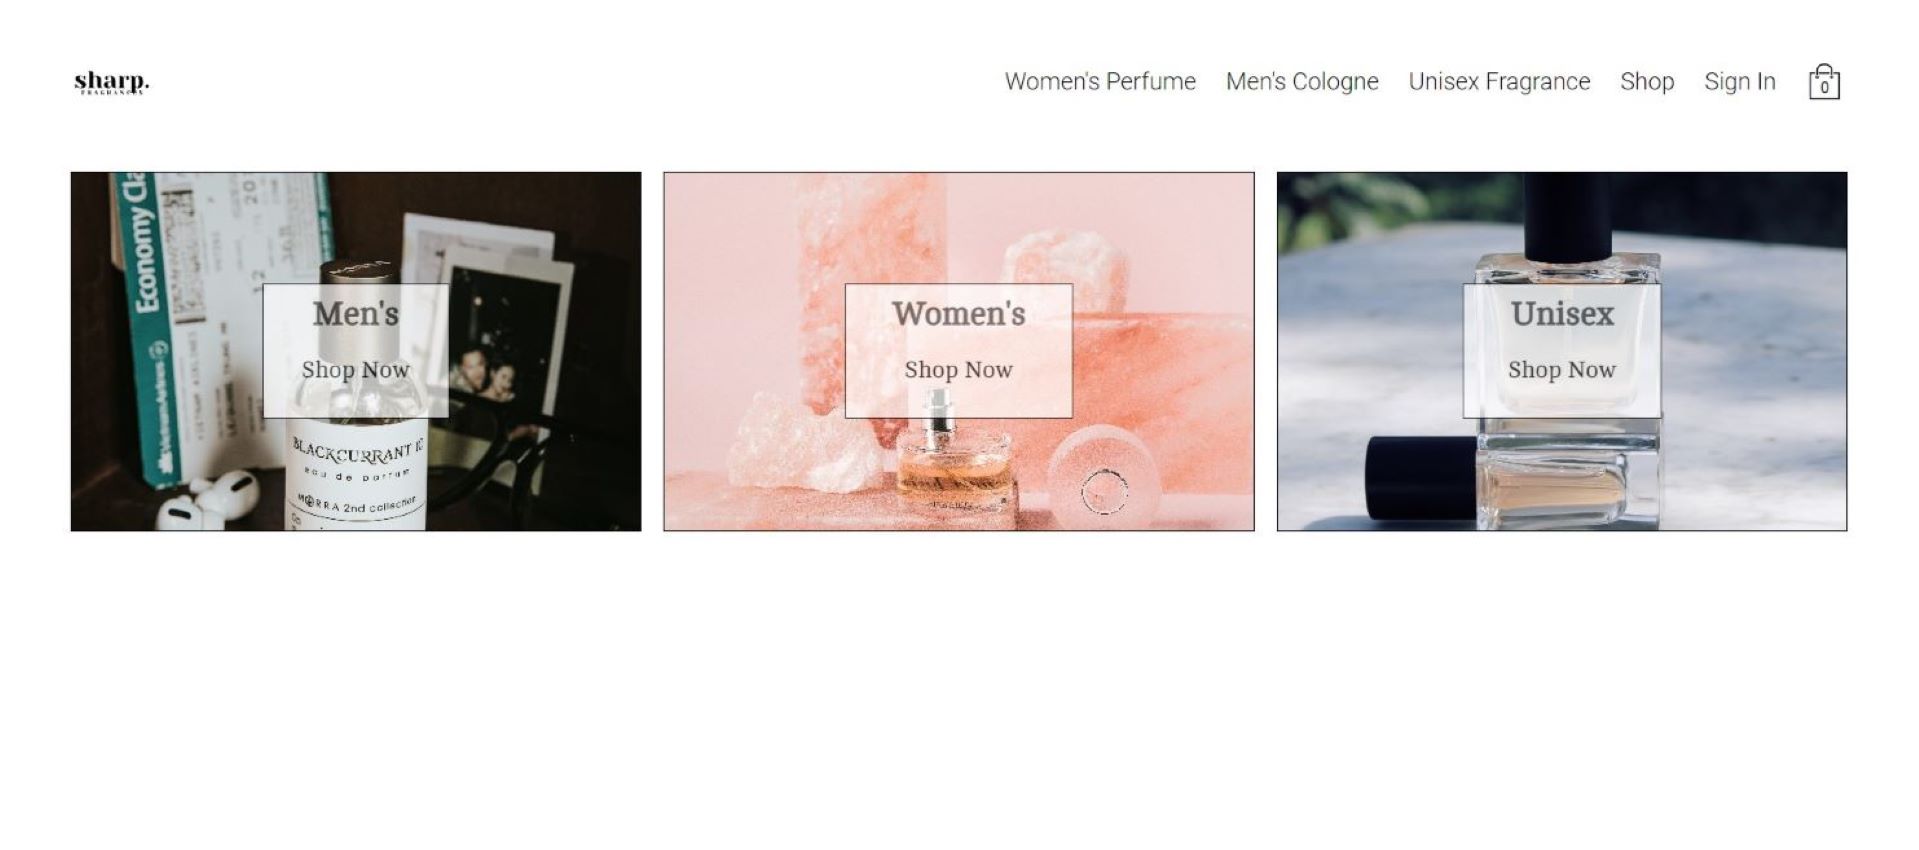 sharp.
FRAGRANCES
Women's Perfume Men's Cologne Unisex Fragrance Shop Sign In 0
Economy Cla
Men's
Shop Now
BLACKCURRANT
eau de parfum
MORRA 2nd collection
Women's
Shop Now
Unisex
Shop Now